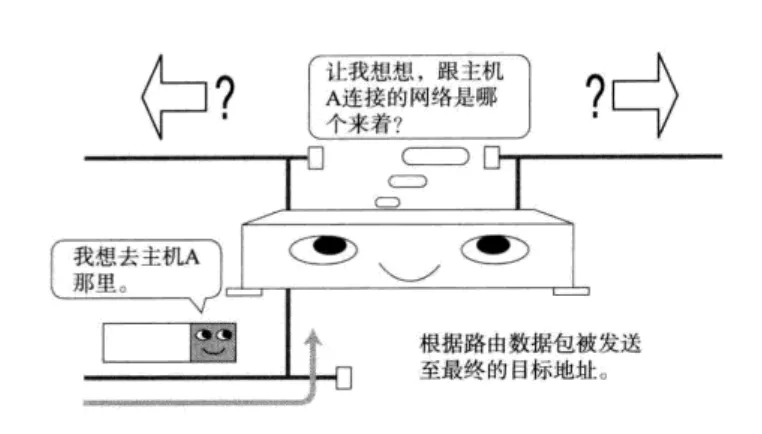 ?
?
让我想想，跟主机
A连接的网络是哪
个来着？
我想去主机A
那里。
根据路由数据包被发送
至最终的目标地址。